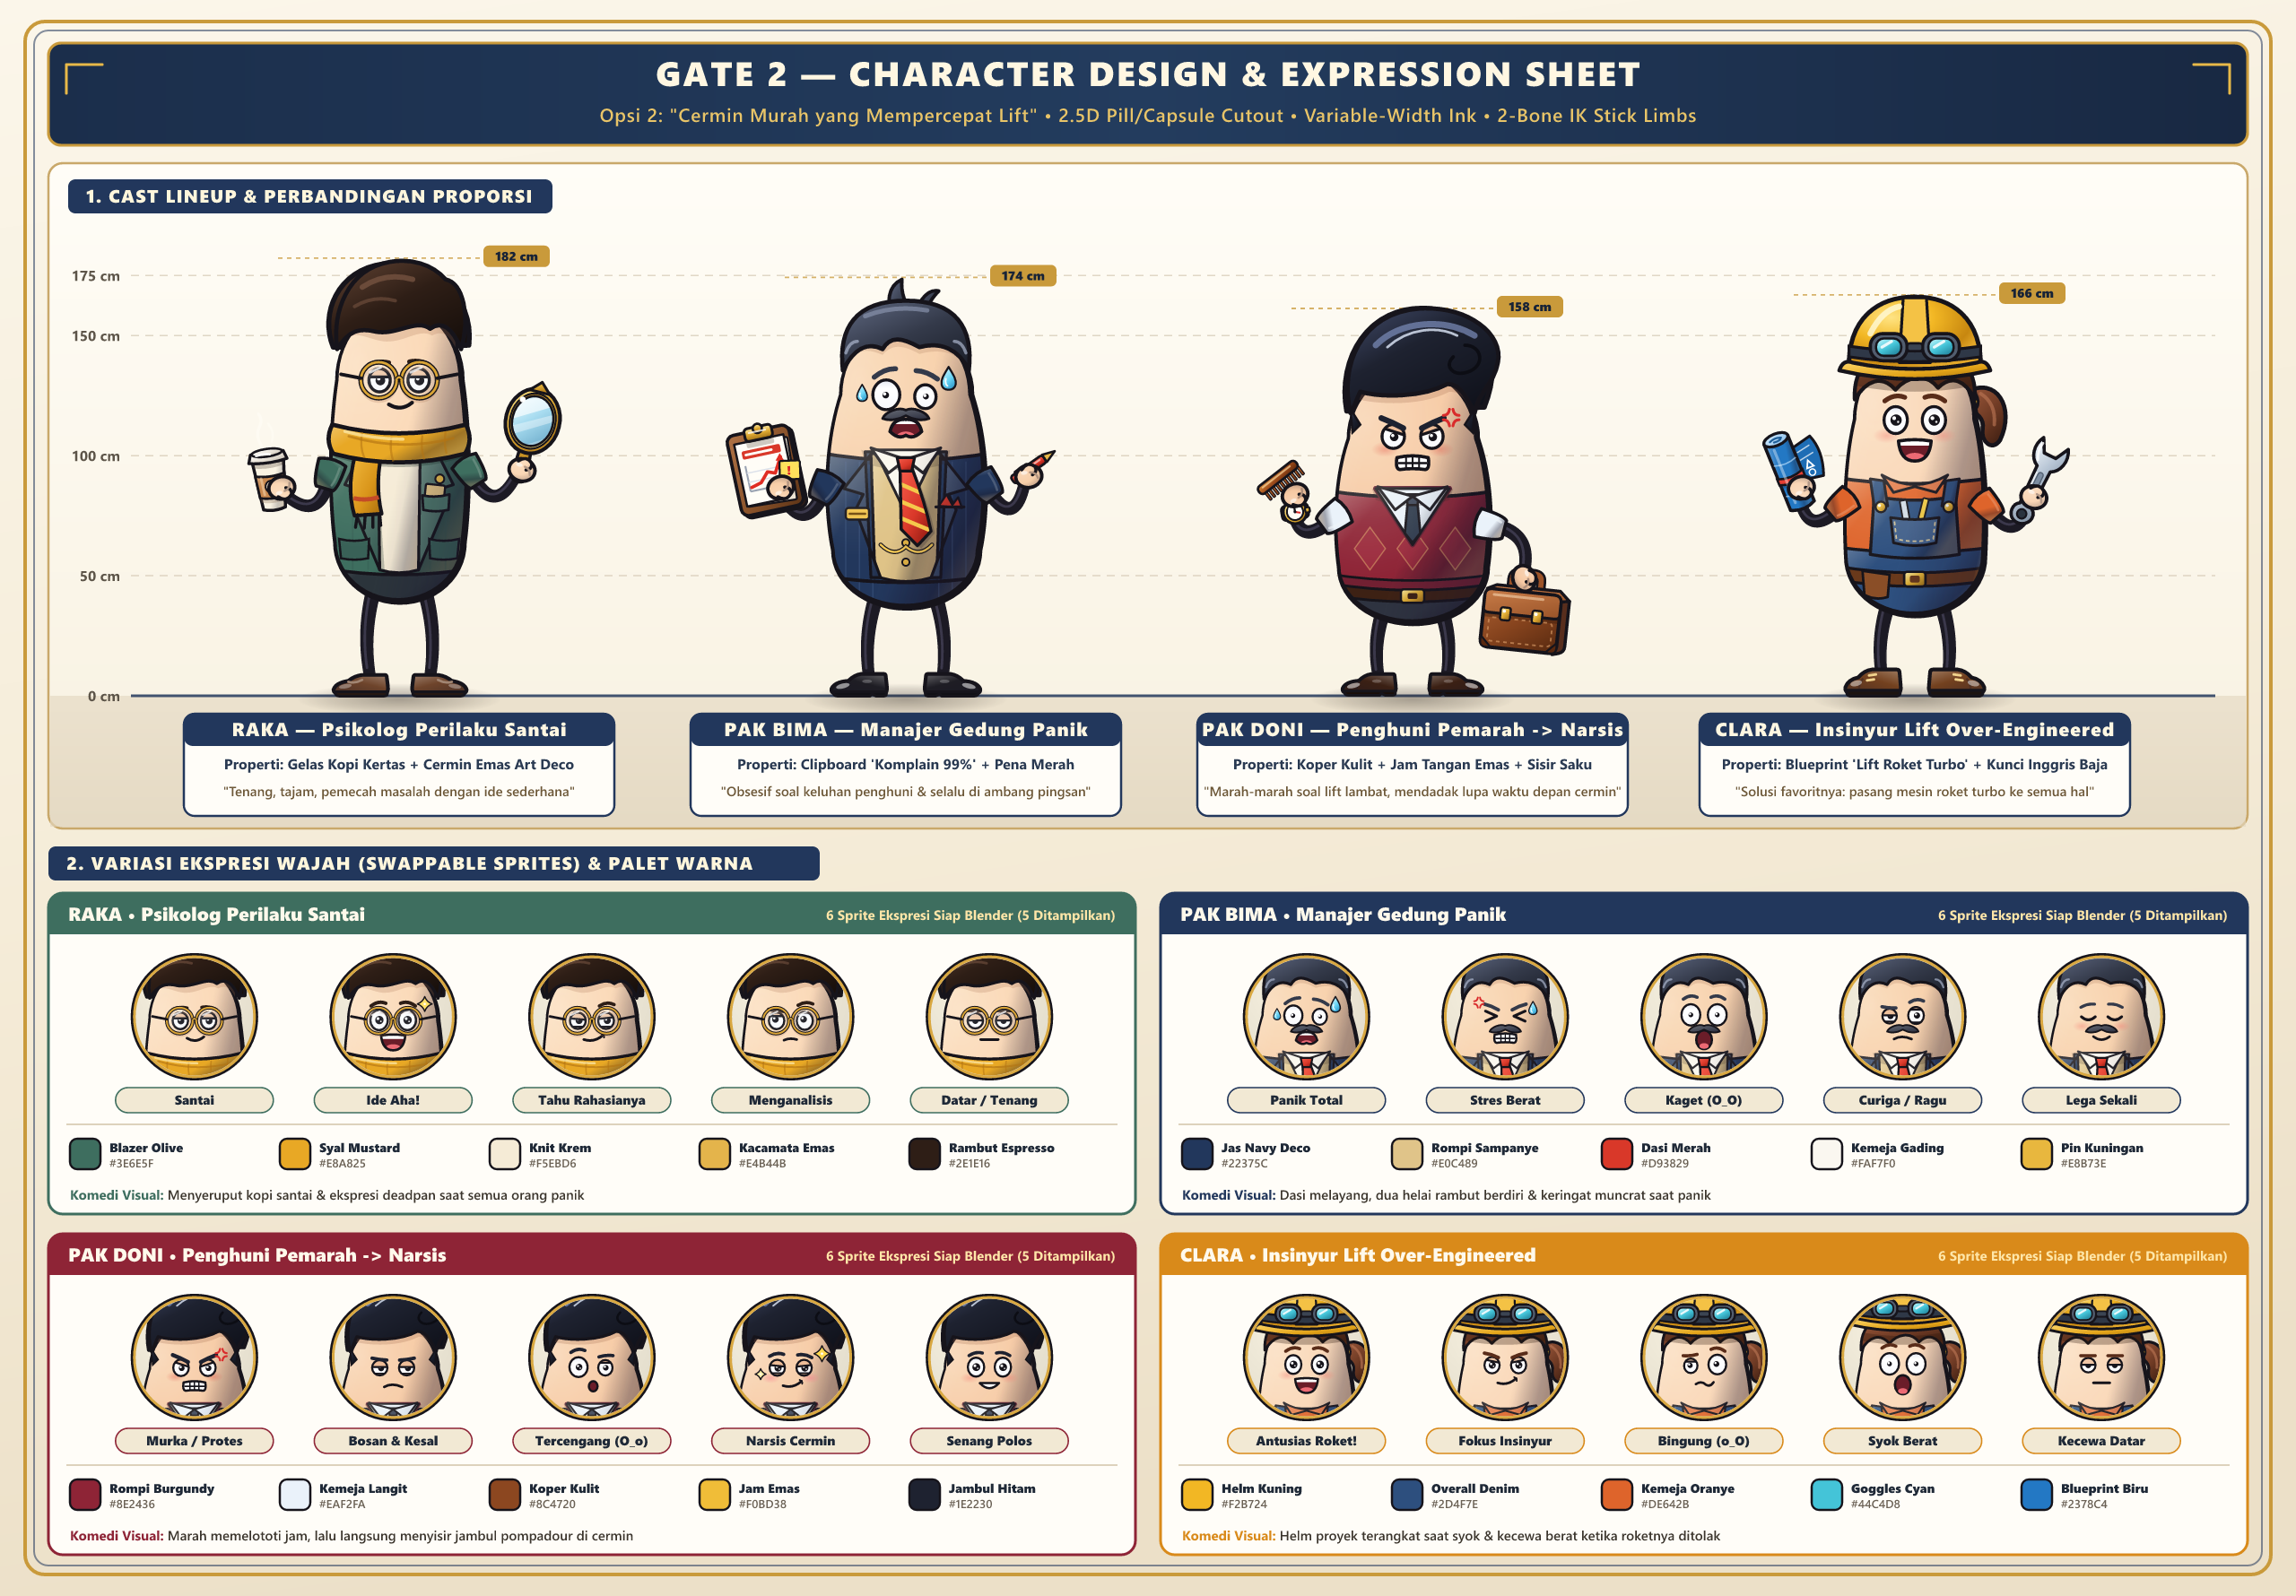 GATE 2 — CHARACTER DESIGN & EXPRESSION SHEET
Opsi 2: "Cermin Murah yang Mempercepat Lift" • 2.5D Pill/Capsule Cutout • Variable-Width Ink • 2-Bone IK Stick Limbs
1. CAST LINEUP & PERBANDINGAN PROPORSI
182 cm
174 cm
158 cm
166 cm
175 cm
150 cm
100 cm
50 cm
0 cm
!
RAKA — Psikolog Perilaku Santai
Properti: Gelas Kopi Kertas + Cermin Emas Art Deco
"Tenang, tajam, pemecah masalah dengan ide sederhana"
PAK BIMA — Manajer Gedung Panik
Properti: Clipboard 'Komplain 99%' + Pena Merah
"Obsesif soal keluhan penghuni & selalu di ambang pingsan"
PAK DONI — Penghuni Pemarah -> Narsis
Properti: Koper Kulit + Jam Tangan Emas + Sisir Saku
"Marah-marah soal lift lambat, mendadak lupa waktu depan cermin"
CLARA — Insinyur Lift Over-Engineered
Properti: Blueprint 'Lift Roket Turbo' + Kunci Inggris Baja
"Solusi favoritnya: pasang mesin roket turbo ke semua hal"
2. VARIASI EKSPRESI WAJAH (SWAPPABLE SPRITES) & PALET WARNA
RAKA • Psikolog Perilaku Santai
6 Sprite Ekspresi Siap Blender (5 Ditampilkan)
Santai
Ide Aha!
Tahu Rahasianya
Menganalisis
Datar / Tenang
Blazer Olive
#3E6E5F
Syal Mustard
#E8A825
Knit Krem
#F5EBD6
Kacamata Emas
#E4B44B
Rambut Espresso
#2E1E16
Komedi Visual: Menyeruput kopi santai & ekspresi deadpan saat semua orang panik
PAK BIMA • Manajer Gedung Panik
6 Sprite Ekspresi Siap Blender (5 Ditampilkan)
Panik Total
Stres Berat
Kaget (O_O)
Curiga / Ragu
Lega Sekali
Jas Navy Deco
#22375C
Rompi Sampanye
#E0C489
Dasi Merah
#D93829
Kemeja Gading
#FAF7F0
Pin Kuningan
#E8B73E
Komedi Visual: Dasi melayang, dua helai rambut berdiri & keringat muncrat saat panik
PAK DONI • Penghuni Pemarah -> Narsis
6 Sprite Ekspresi Siap Blender (5 Ditampilkan)
Murka / Protes
Bosan & Kesal
Tercengang (O_o)
Narsis Cermin
Senang Polos
Rompi Burgundy
#8E2436
Kemeja Langit
#EAF2FA
Koper Kulit
#8C4720
Jam Emas
#F0BD38
Jambul Hitam
#1E2230
Komedi Visual: Marah memelototi jam, lalu langsung menyisir jambul pompadour di cermin
CLARA • Insinyur Lift Over-Engineered
6 Sprite Ekspresi Siap Blender (5 Ditampilkan)
Antusias Roket!
Fokus Insinyur
Bingung (o_O)
Syok Berat
Kecewa Datar
Helm Kuning
#F2B724
Overall Denim
#2D4F7E
Kemeja Oranye
#DE642B
Goggles Cyan
#44C4D8
Blueprint Biru
#2378C4
Komedi Visual: Helm proyek terangkat saat syok & kecewa berat ketika roketnya ditolak